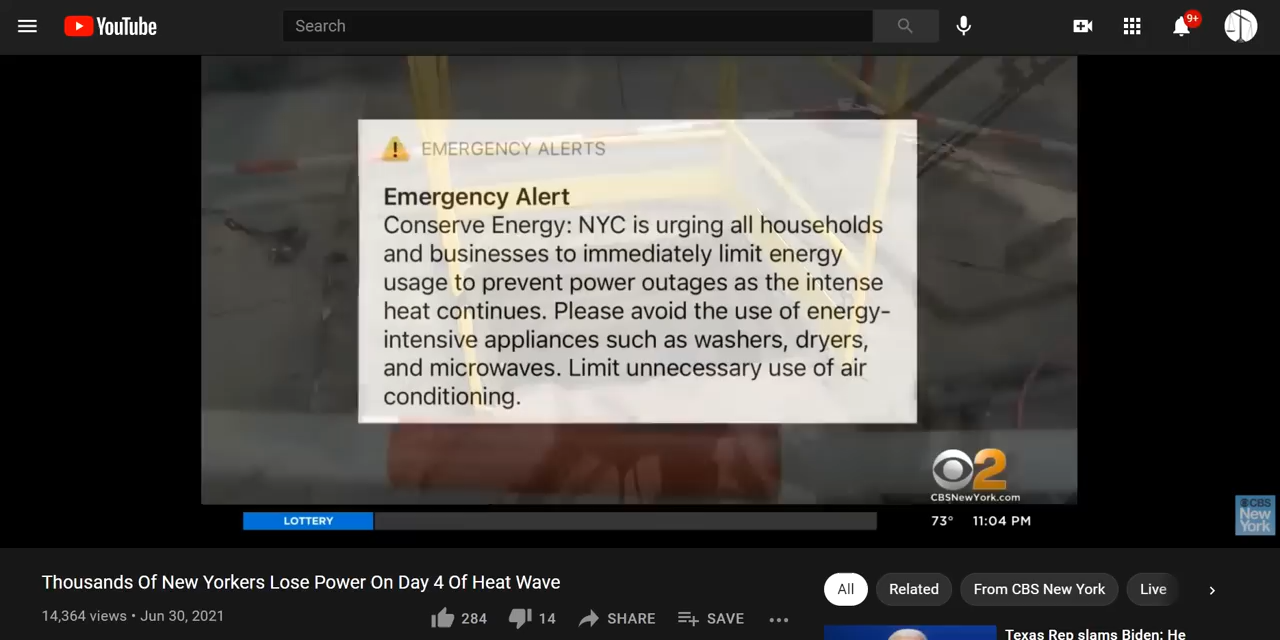 YouTube
Search
9+
EMERGENCY ALERTS
Emergency Alert
Conserve Energy: NYC is urging all households
and businesses to immediately limit energy
usage to prevent power outages as the intense
heat continues. Please avoid the use of energy-
intensive appliances such as washers, dryers,
and microwaves. Limit unnecessary use of air
conditioning.
2
CBSNewYork.com
LOTTERY
73° 11:04 PM
CBS
New
York
Thousands Of New Yorkers Lose Power On Day 4 Of Heat Wave
14,364 views • Jun 30, 2021
284 14 SHARE SAVE
All Related From CBS New York Live
Texas Rep slams Biden: He